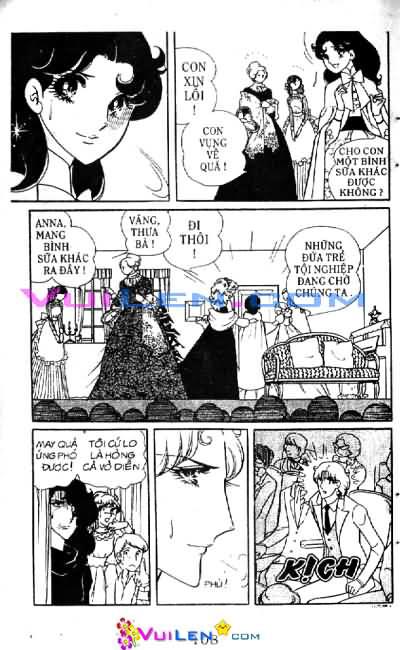 CON
XIN
LỖI
!
CON
VỤNG
VỀ
QUÁ !
CHO CON
MỘT BÌNH
SỮA KHÁC
ĐƯỢC
KHÔNG ?
ANNA,
MANG
BÌNH
SỮA KHÁC
RA ĐÂY !
VÂNG,
THƯA
BÀ !
ĐI
THÔI
!
NHỮNG
ĐỨA TRẺ
TỘI NGHIỆP
ĐANG CHỜ
CHÚNG TA
VUILEN.COM
MAY QUÁ
ỨNG PHÓ
ĐƯỢC!
TÔI CỨ LO
LÀ HỎNG
CẢ VỞ DIỄN
PHÙ!
KỊCH
VUILEN.COM